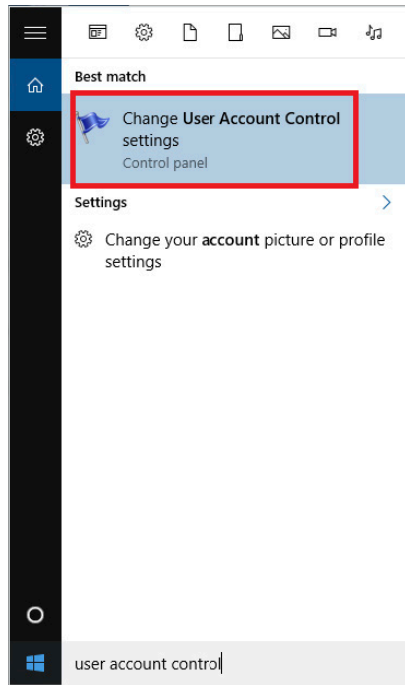 Best match
Change User Account Control
settings
Control panel
Settings
Change your account picture or profile
settings
user account control